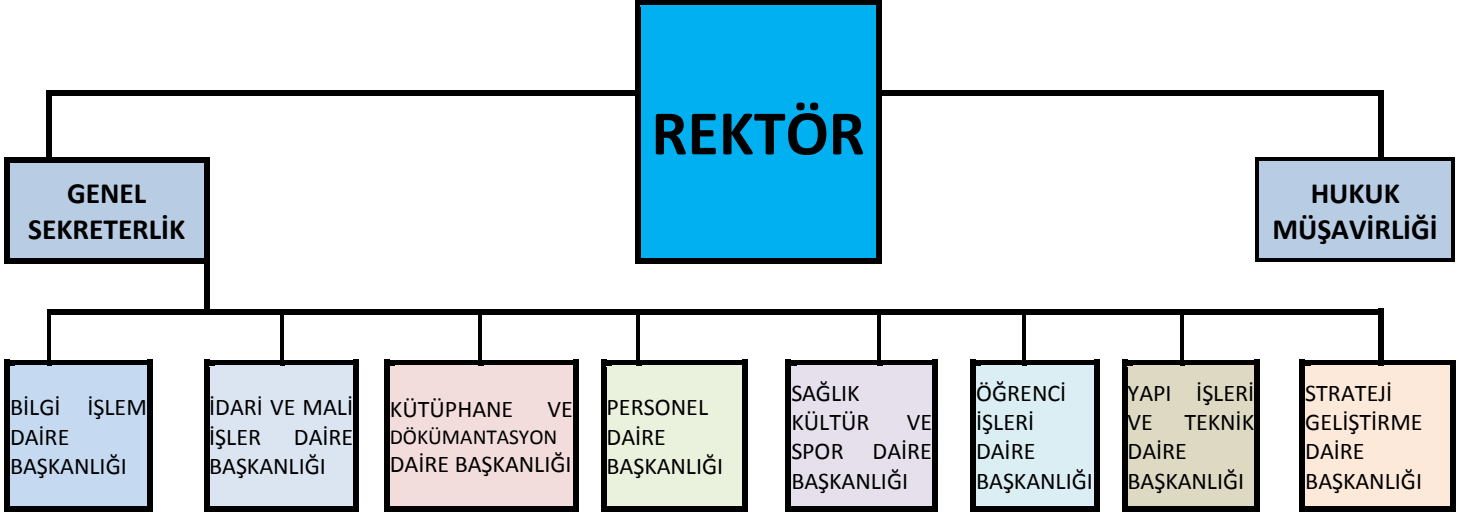 REKTÖR
GENEL
SEKRETERLİK
HUKUK
MÜŞAVİRLİĞİ
BİLGİ İŞLEM
DAİRE
BAŞKANLIĞI
İDARİ VE MALİ
İŞLER DAİRE
BAŞKANLIĞI
KÜTÜPHANE VE
DÖKÜMANTASYON
DAİRE BAŞKANLIĞI
PERSONEL
DAİRE
BAŞKANLIĞI
SAĞLIK
KÜLTÜR VE
SPOR DAİRE
BAŞKANLIĞI
ÖĞRENCİ
İŞLERİ
DAİRE
BAŞKANLIĞI
YAPI İŞLERİ
VE TEKNİK
DAİRE
BAŞKANLIĞI
STRATEJİ
GELİŞTİRME
DAİRE
BAŞKANLIĞI